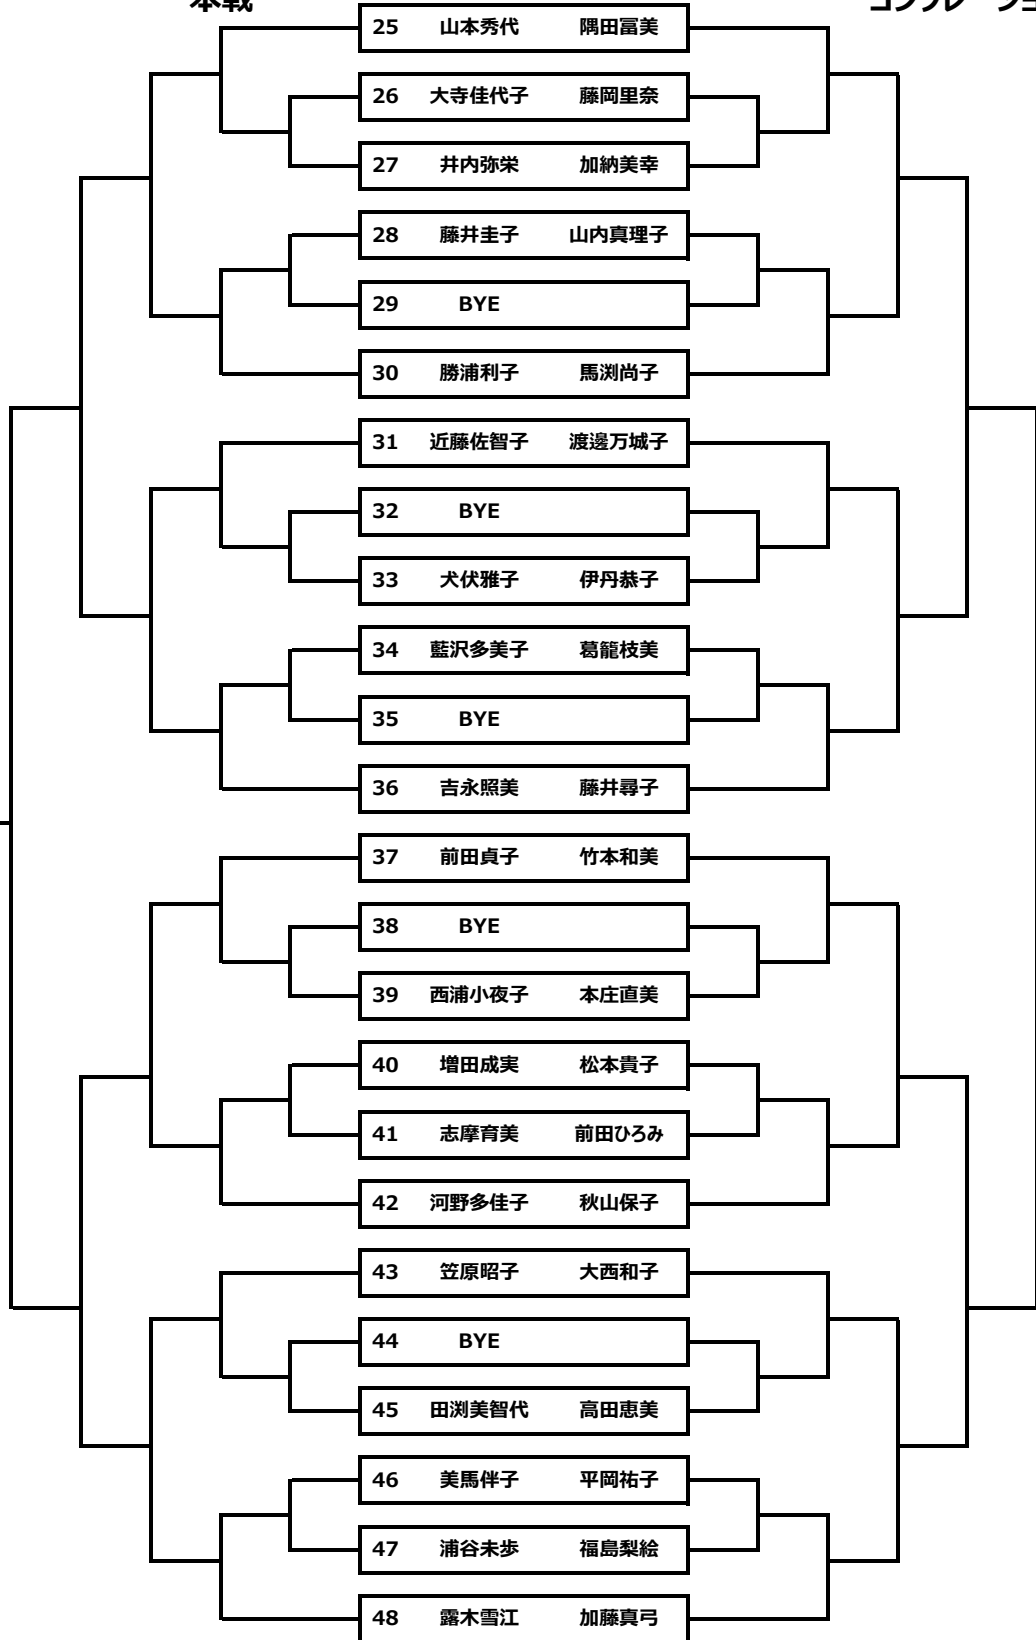 本戦 コンソレーション
25 山本秀代 隅田冨美
26 大寺佳代子 藤岡里奈
27 井内弥栄 加納美幸
28 藤井圭子 山内真理子
29 BYE
30 勝浦利子 馬渕尚子
31 近藤佐智子 渡邊万城子
32 BYE
33 犬伏雅子 伊丹恭子
34 藍沢多美子 葛籠枝美
35 BYE
36 吉永照美 藤井尋子
37 前田貞子 竹本和美
38 BYE
39 西浦小夜子 本庄直美
40 増田成実 松本貴子
41 志摩育美 前田ひろみ
42 河野多佳子 秋山保子
43 笠原昭子 大西和子
44 BYE
45 田渕美智代 高田恵美
46 美馬伴子 平岡祐子
47 浦谷未歩 福島梨絵
48 露木雪江 加藤真弓